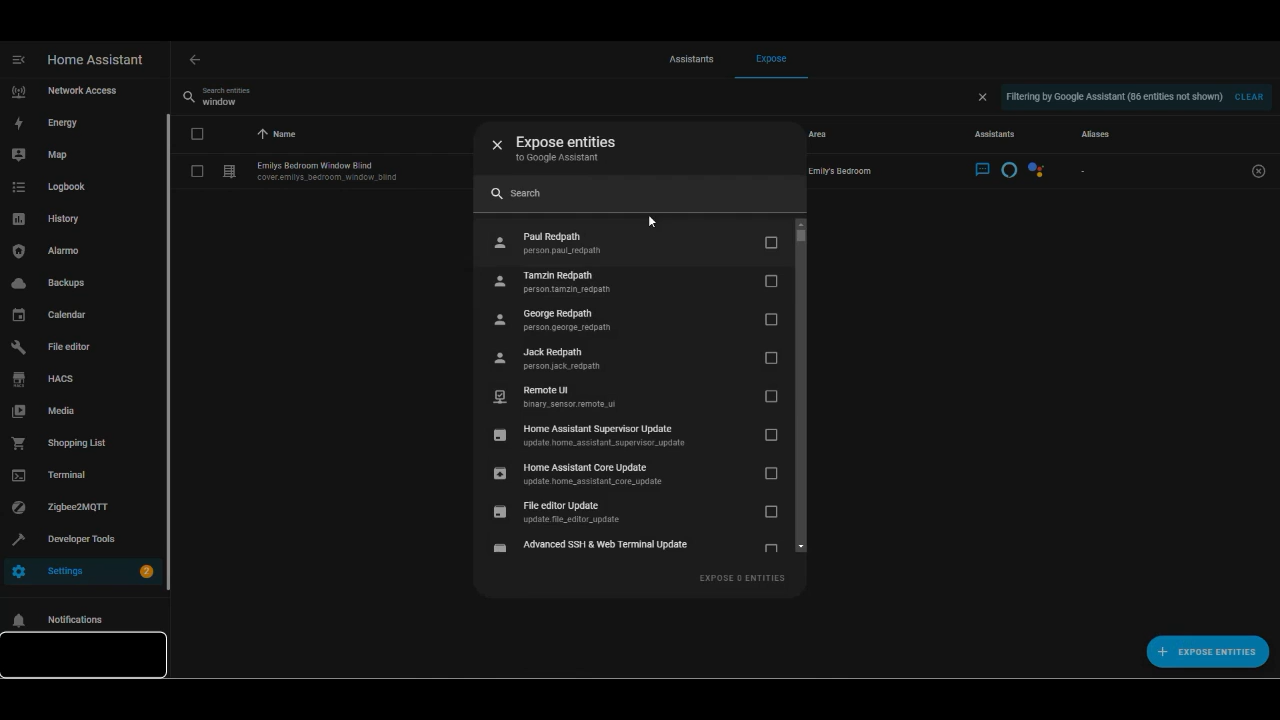 Home Assistant
Network Access
Energy
Map
Logbook
History
Alarmo
Backups
Calendar
File editor
HACS
HACS
Media
Shopping List
Terminal
Zigbee2MQTT
Developer Tools
Settings
2
Notifications
Assistants
Expose
Search entities
window
Filtering by Google Assistant (86 entities not shown)
CLEAR
Name
Area
Assistants
Aliases
Emilys Bedroom Window Blind
cover.emilys_bedroom_window_blind
Emily's Bedroom
-
Expose entities
to Google Assistant
Search
Paul Redpath
person.paul_redpath
Tamzin Redpath
person.tamzin_redpath
George Redpath
person.george_redpath
Jack Redpath
person.jack_redpath
Remote UI
binary_sensor.remote_ui
Home Assistant Supervisor Update
update.home_assistant_supervisor_update
Home Assistant Core Update
update.home_assistant_core_update
File editor Update
update.file_editor_update
Advanced SSH & Web Terminal Update
EXPOSE 0 ENTITIES
EXPOSE ENTITIES